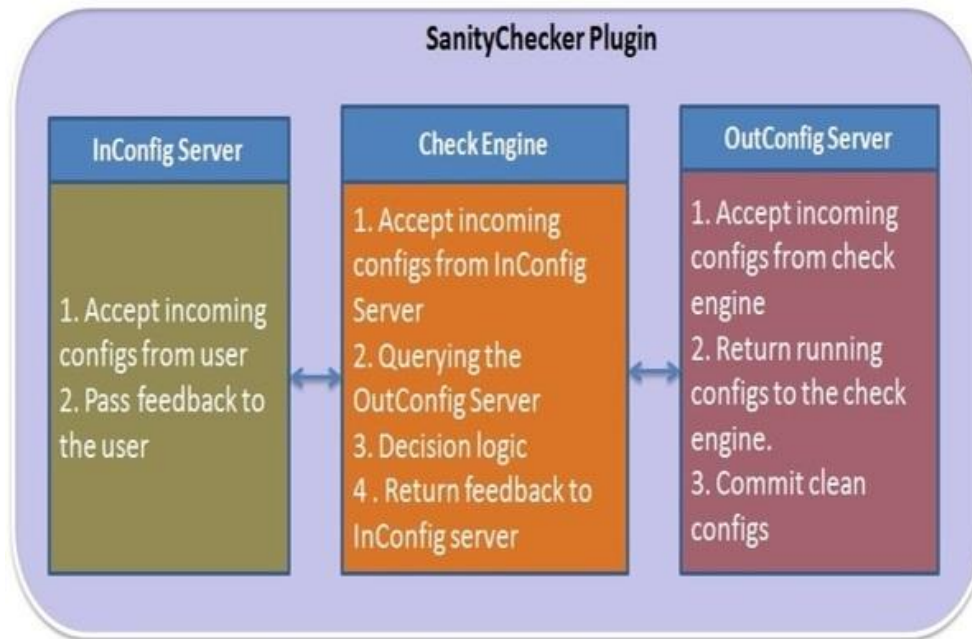 SanityChecker Plugin
InConfig Server
1. Accept incoming
configs from user
2. Pass feedback to
the user
Check Engine
1. Accept incoming
configs from InConfig
Server
2. Querying the
OutConfig Server
3. Decision logic
4 . Return feedback to
InConfig server
OutConfig Server
1. Accept incoming
configs from check
engine
2. Return running
configs to the check
engine.
3. Commit clean
configs